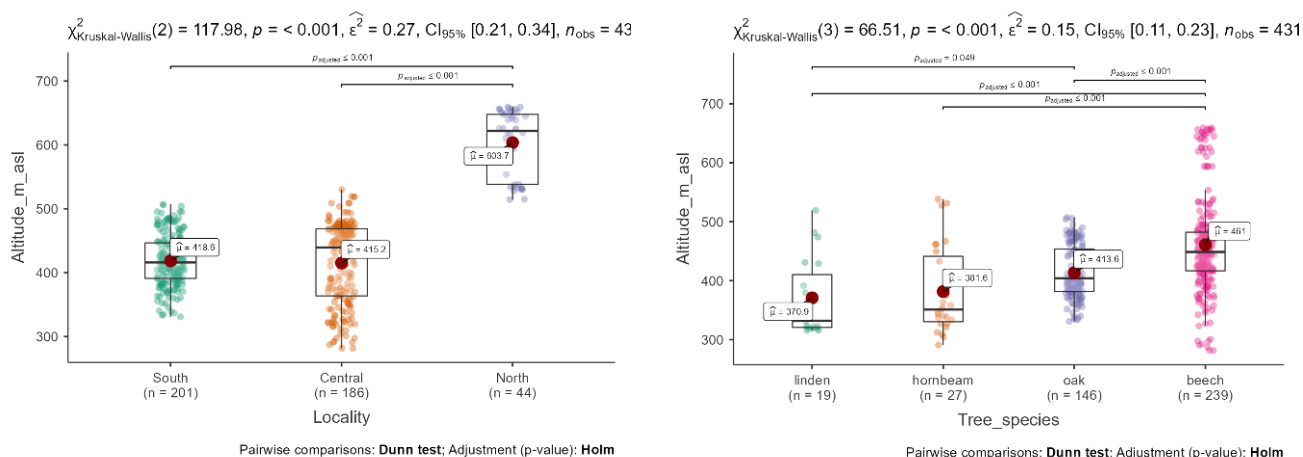 χ²Kruskal-Wallis(2) = 117.98, p = < 0.001, ε² = 0.27, CI95% [0.21, 0.34], nobs = 43
padjusted ≤ 0.001
padjusted ≤ 0.001
700
600
500
400
300
Altitude_m_asl
μ̂ = 418.6
μ̂ = 415.2
μ̂ = 603.7
South
(n = 201)
Central
(n = 186)
North
(n = 44)
Locality
Pairwise comparisons: Dunn test; Adjustment (p-value): Holm
χ²Kruskal-Wallis(3) = 66.51, p = < 0.001, ε² = 0.15, CI95% [0.11, 0.23], nobs = 431
padjusted = 0.049
padjusted ≤ 0.001
padjusted ≤ 0.001
padjusted ≤ 0.001
700
600
500
400
300
Altitude_m_asl
μ̂ = 370.9
μ̂ = 381.6
μ̂ = 413.6
μ̂ = 461
linden
(n = 19)
hornbeam
(n = 27)
oak
(n = 146)
beech
(n = 239)
Tree_species
Pairwise comparisons: Dunn test; Adjustment (p-value): Holm